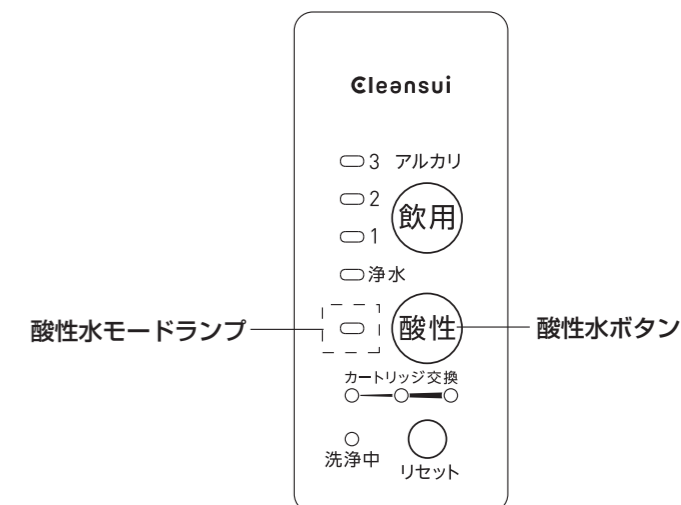 Cleansui
3 アルカリ
2
飲用
1
浄水
酸性水モードランプ
酸性
酸性水ボタン
カートリッジ交換
洗浄中
リセット